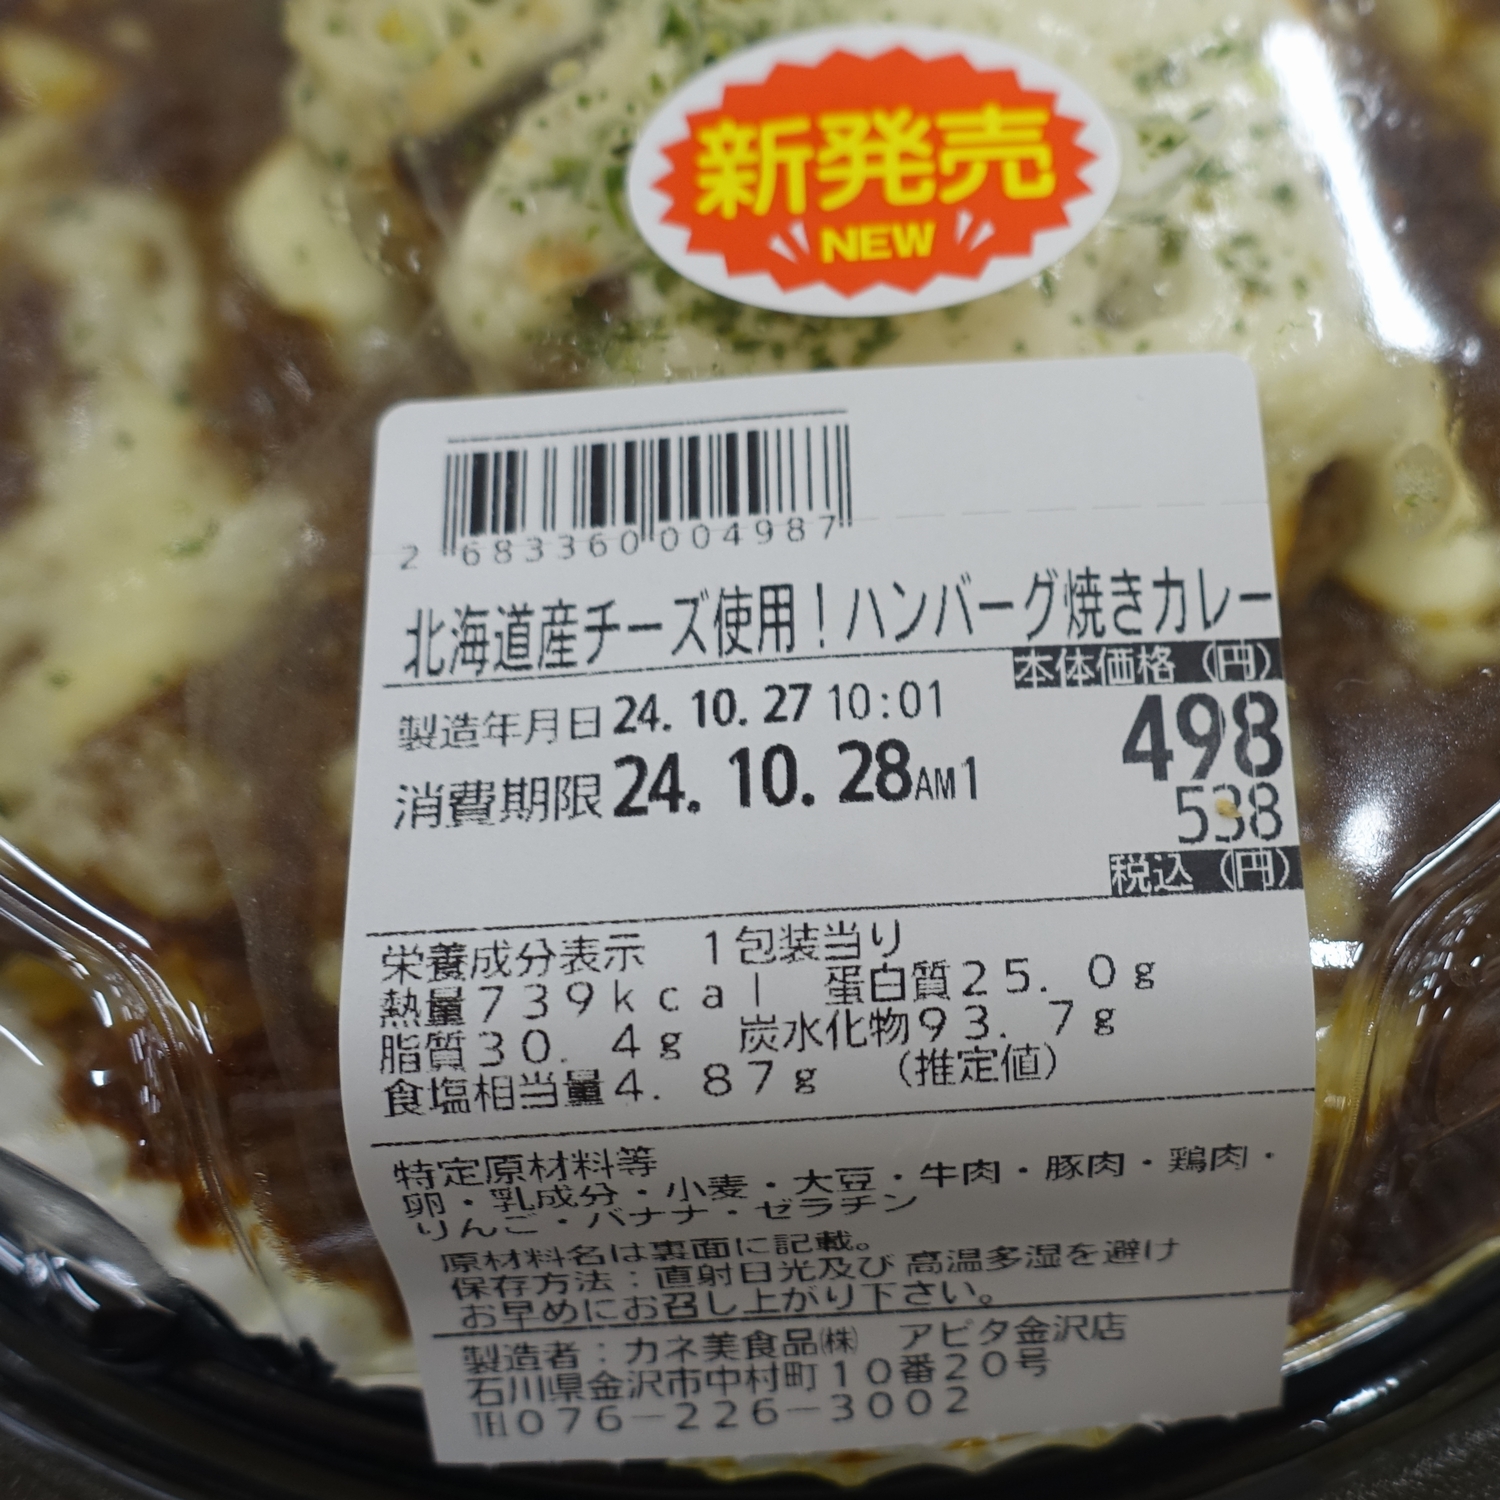 新発売
NEW
2 683360 004987
北海道産チーズ使用！ハンバーグ焼きカレー
本体価格（円）
製造年月日 24. 10. 27 10:01
498
消費期限 24. 10. 28 AM 1
538
税込（円）
栄養成分表示　1包装当り
熱量739kcal　蛋白質25. 0g
脂質30. 4g　炭水化物93. 7g
食塩相当量4. 87g　（推定値）
特定原材料等
卵・乳成分・小麦・大豆・牛肉・豚肉・鶏肉・
りんご・バナナ・ゼラチン
原材料名は裏面に記載。
保存方法：直射日光及び高温多湿を避け
お早めにお召し上がり下さい。
製造者：カネ美食品㈱　アピタ金沢店
石川県金沢市中村町10番20号
℡076－226－3002